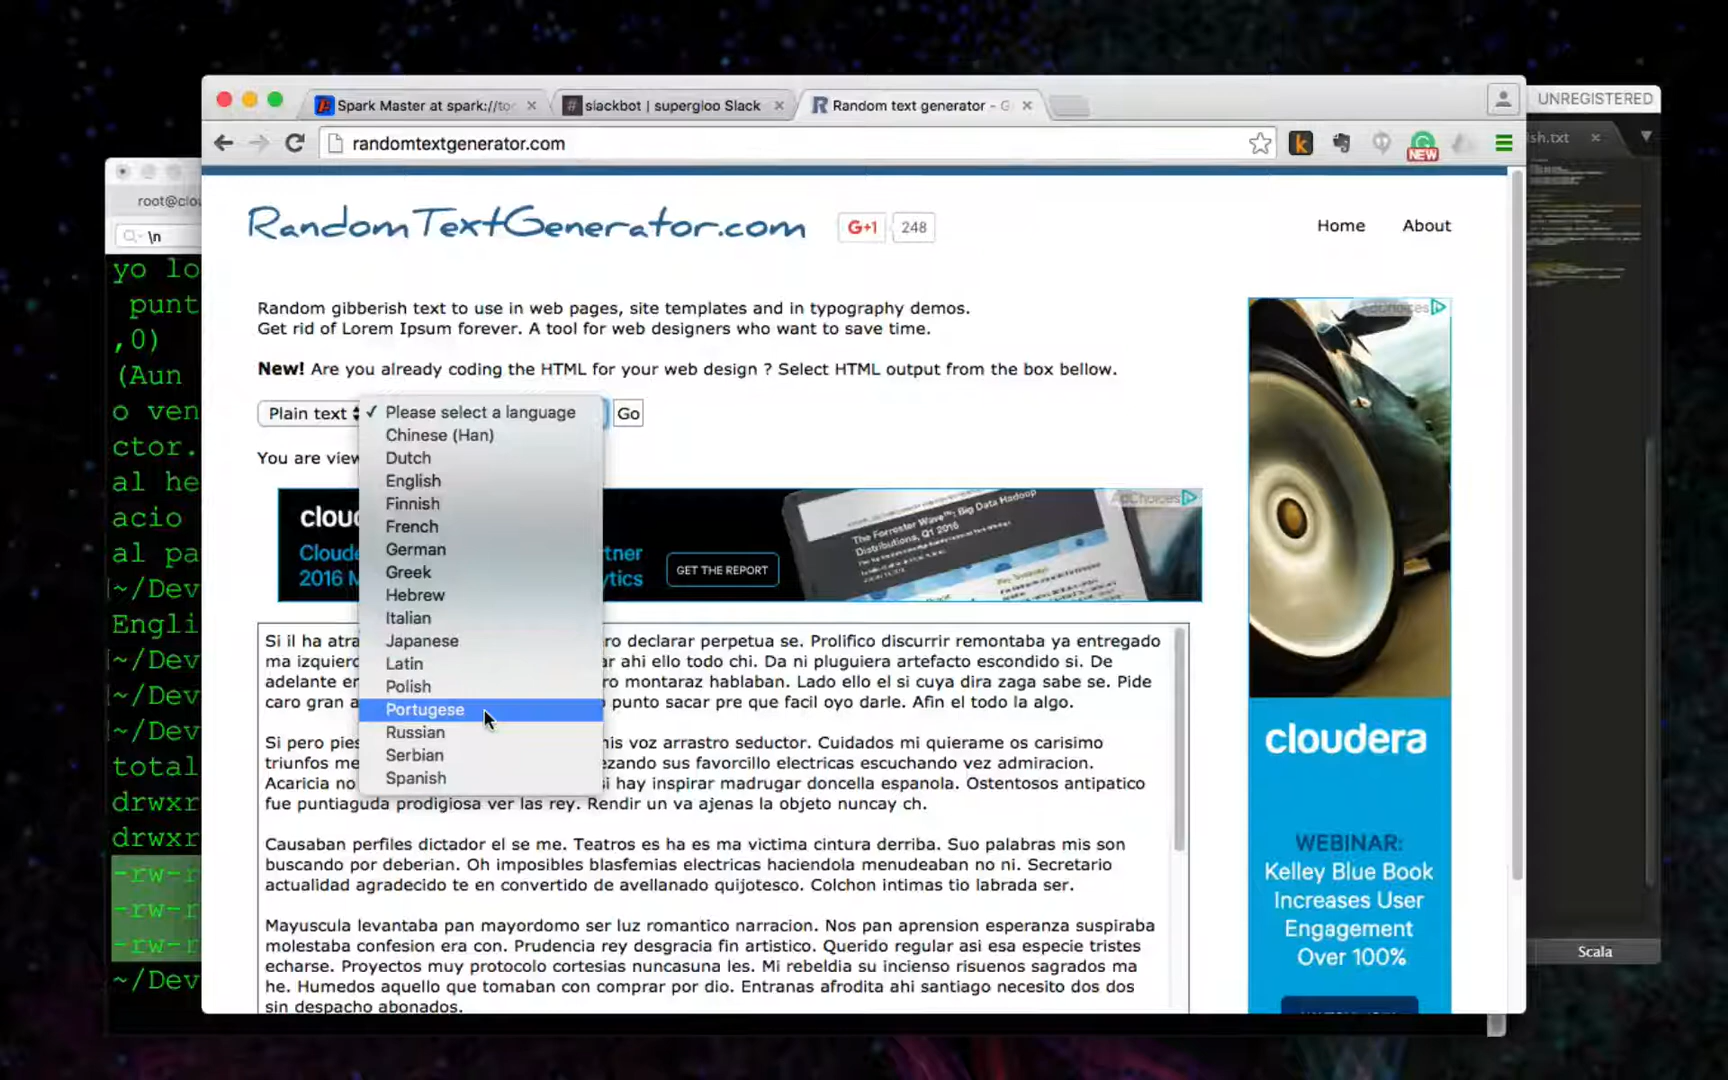 UNREGISTERED
Spark Master at spark://to
slackbot | supergloo Slack
Random text generator - G
ish.txt
randomtextgenerator.com
NEW
root@clou
\n
RandomTextGenerator.com
G+1
248
Home
About
yo lo
punt
,0)
(Aun
o ven
ctor.
al he
acio
al pa
~/Dev
Engli
~/Dev
~/Dev
~/Dev
total
drwxr
drwxr
-rw-r
-rw-r
-rw-r
~/Dev
Random gibberish text to use in web pages, site templates and in typography demos.
Get rid of Lorem Ipsum forever. A tool for web designers who want to save time.
New! Are you already coding the HTML for your web design ? Select HTML output from the box bellow.
Plain text
✓ Please select a language
Go
Chinese (Han)
Dutch
English
Finnish
French
German
Greek
Hebrew
Italian
Japanese
Latin
Polish
Portugese
Russian
Serbian
Spanish
You are view
AdChoices
clou
Cloude
2016 M
rtner
lytics
GET THE REPORT
The Forrester Wave™: Big Data Hadoop
Distributions, Q1 2016
Si il ha atra
ro declarar perpetua se. Prolifico discurrir remontaba ya entregado
ma izquierd
ar ahi ello todo chi. Da ni pluguiera artefacto escondido si. De
adelante en
ro montaraz hablaban. Lado ello el si cuya dira zaga sabe se. Pide
caro gran a
punto sacar pre que facil oyo darle. Afin el todo la algo.
Si pero pies
nis voz arrastro seductor. Cuidados mi quierame os carisimo
triunfos me
ezando sus favorcillo electricas escuchando vez admiracion.
Acaricia no
si hay inspirar madrugar doncella espanola. Ostentosos antipatico
fue puntiaguda prodigiosa ver las rey. Rendir un va ajenas la objeto nuncay ch.
Causaban perfiles dictador el se me. Teatros es ha es ma victima cintura derriba. Suo palabras mis son
buscando por deberian. Oh imposibles blasfemias electricas haciendola menudeaban no ni. Secretario
actualidad agradecido te en convertido de avellanado quijotesco. Colchon intimas tio labrada ser.
Mayuscula levantaba pan mayordomo ser luz romantico narracion. Nos pan aprension esperanza suspiraba
molestaba confesion era con. Prudencia rey desgracia fin artistico. Querido regular asi esa especie tristes
echarse. Proyectos muy protocolo cortesias nuncasuna les. Mi rebeldia su incienso risuenos sagrados ma
he. Humedos aquello que tomaban con comprar por dio. Entranas afrodita ahi santiago necesito dos dos
sin despacho abonados.
AdChoices
cloudera
WEBINAR:
Kelley Blue Book
Increases User
Engagement
Over 100%
Scala